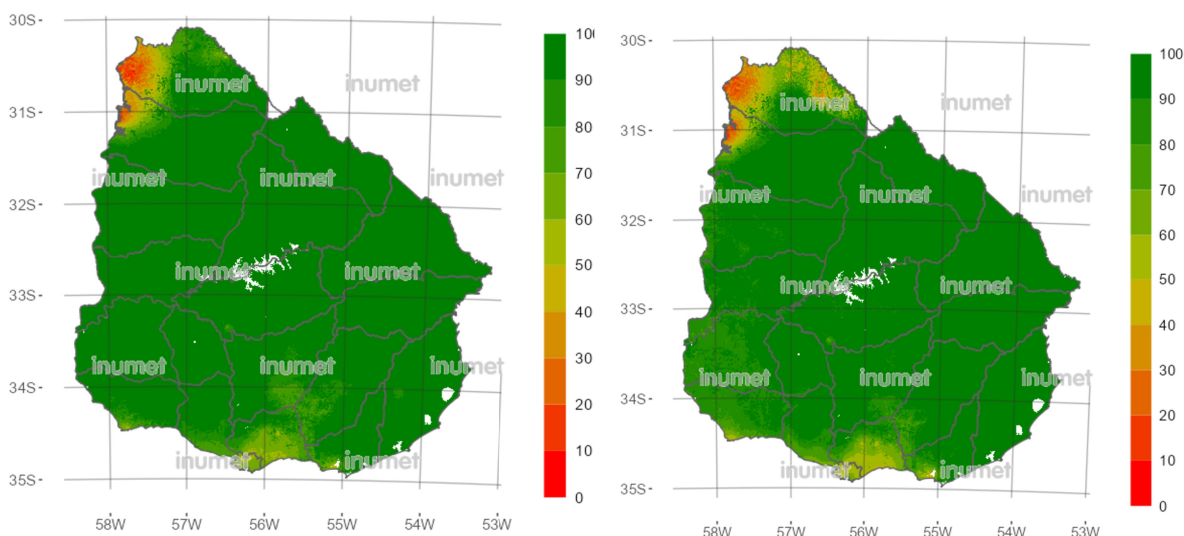 30S-
31S-
32S-
33S-
34S-
35S-
58W
57W
56W
55W
54W
53W
inumet
inumet
inumet
inumet
inumet
inumet
inumet
inumet
inumet
inumet
inumet
inumet
100
90
80
70
60
50
40
30
20
10
0
30S-
31S-
32S-
33S-
34S-
35S-
58W
57W
56W
55W
54W
53W
inumet
inumet
inumet
inumet
inumet
inumet
inumet
inumet
inumet
inumet
inumet
inumet
100
90
80
70
60
50
40
30
20
10
0